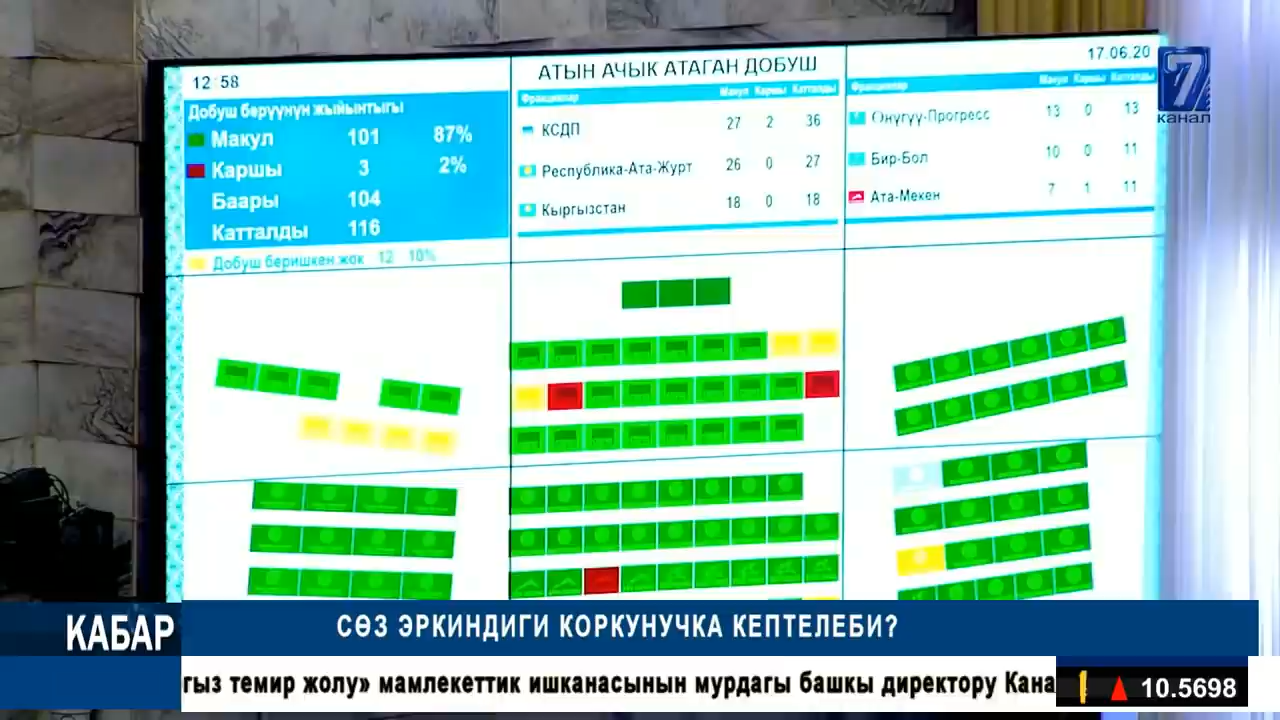 12 58
Добуш берүүнүн жыйынтыгы
Макул 101 87%
Каршы 3 2%
Баары 104
Катталды 116
Добуш беришкен жок 12 10%
АТЫН АЧЫК АТАГАН ДОБУШ
Фракциялар Макул Каршы Катталды
КСДП 27 2 36
Республика-Ата-Журт 26 0 27
Кыргызстан 18 0 18
17.06.20
Фракциялар Макул Каршы Катталды
Өнүгүү-Прогресс 13 0 13
Бир-Бол 10 0 11
Ата-Мекен 7 1 11
7
КАНАЛ
КАБАР
СӨЗ ЭРКИНДИГИ КОРКУНУЧКА КЕПТЕЛЕБИ?
гыз темир жолу» мамлекеттик ишканасынын мурдагы башкы директору Кана
10.5698